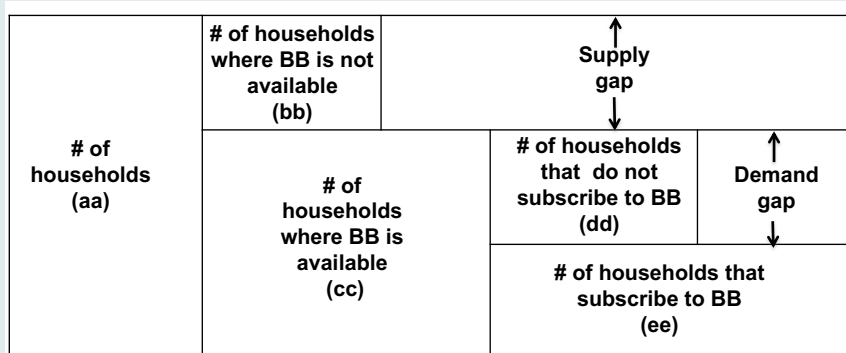 # of
households
(aa)
# of households
where BB is not
available
(bb)
Supply
gap
# of
households
where BB is
available
(cc)
# of households
that do not
subscribe to BB
(dd)
Demand
gap
# of households that
subscribe to BB
(ee)